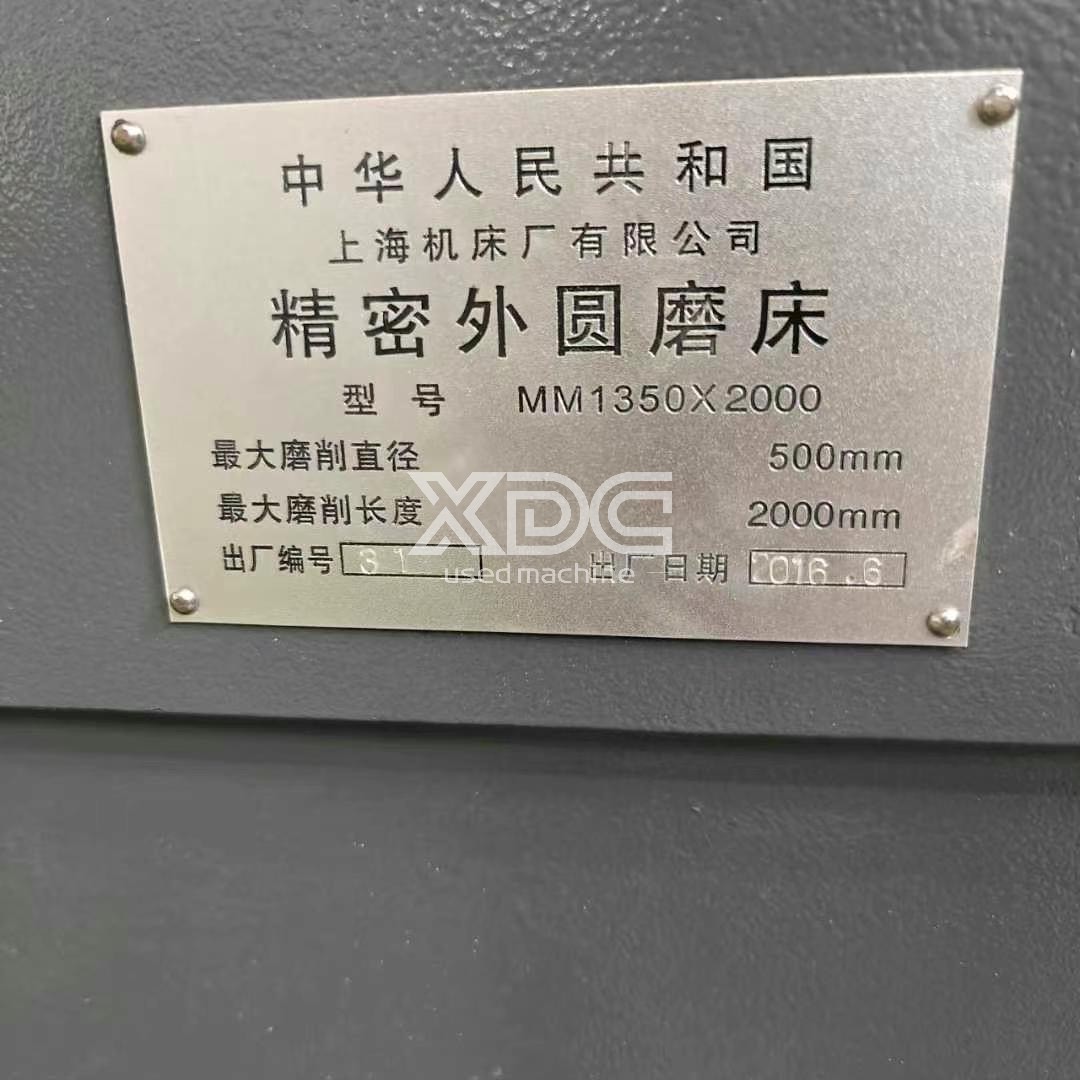 中华人民共和国
上海机床厂有限公司
精密外圆磨床
型号 MM1350X2000
最大磨削直径 500mm
最大磨削长度 2000mm
出厂编号 31 出厂日期 2016.6
XDC
used machine